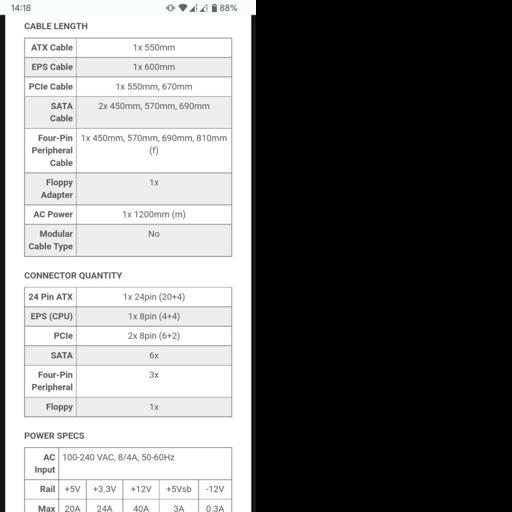 14:18
88%
CABLE LENGTH
ATX Cable 1x 550mm
EPS Cable 1x 600mm
PCIe Cable 1x 550mm, 670mm
SATA 2x 450mm, 570mm, 690mm
Cable
Four-Pin 1x 450mm, 570mm, 690mm, 810mm
Peripheral (f)
Cable
Floppy 1x
Adapter
AC Power 1x 1200mm (m)
Modular No
Cable Type
CONNECTOR QUANTITY
24 Pin ATX 1x 24pin (20+4)
EPS (CPU) 1x 8pin (4+4)
PCIe 2x 8pin (6+2)
SATA 6x
Four-Pin 3x
Peripheral
Floppy 1x
POWER SPECS
AC 100-240 VAC, 8/4A, 50-60Hz
Input
Rail +5V +3.3V +12V +5Vsb -12V
Max 20A 24A 40A 3A 0.3A